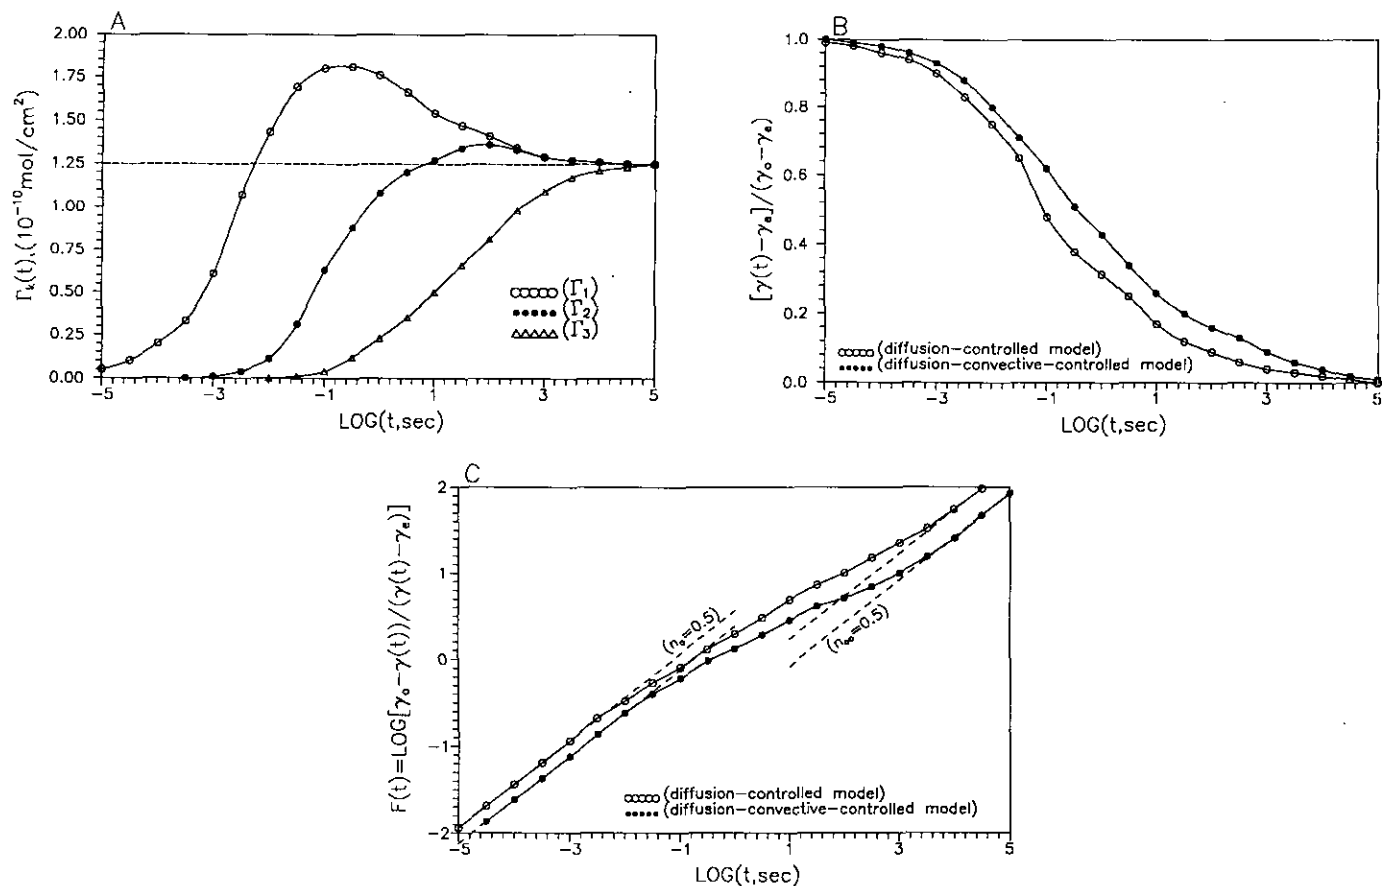 A
Γₖ(t),(10⁻¹⁰mol/cm²)
2.00
1.75
1.50
1.25
1.00
0.75
0.50
0.25
0.00
(Γ₁)
(Γ₂)
(Γ₃)
-5 -3 -1 1 3 5
LOG(t,sec)
B
[γ(t)-γₑ]/(γₒ-γₑ)
1.0
0.8
0.6
0.4
0.2
0.0
(diffusion-controlled model)
(diffusion-convective-controlled model)
-5 -3 -1 1 3 5
LOG(t,sec)
C
F(t)=LOG[γₒ-γ(t))/(γ(t)-γₑ)]
2
1
0
-1
-2
(nₒ=0.5)
(n∞=0.5)
(diffusion-controlled model)
(diffusion-convective-controlled model)
-5 -3 -1 1 3 5
LOG(t,sec)